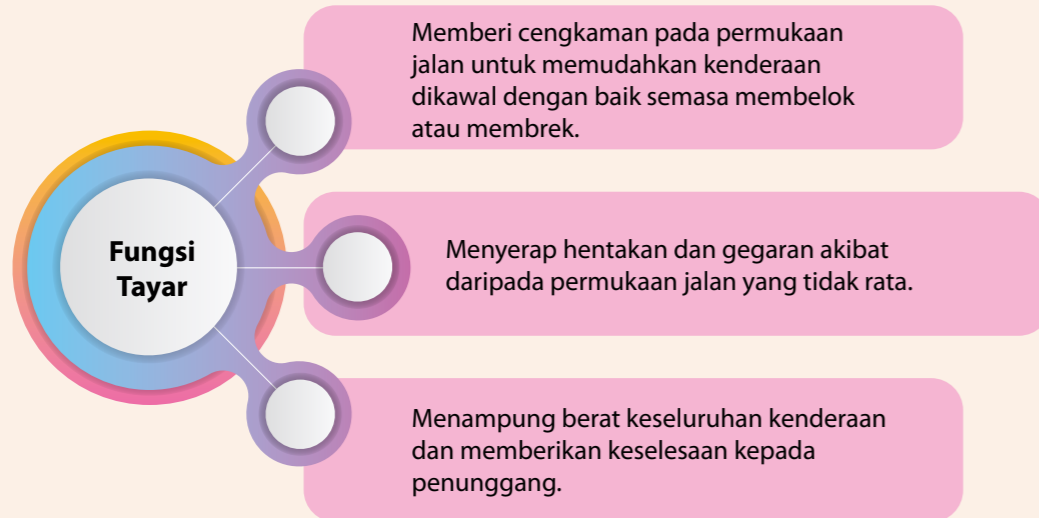 Fungsi
Tayar
Memberi cengkaman pada permukaan
jalan untuk memudahkan kenderaan
dikawal dengan baik semasa membelok
atau membrek.
Menyerap hentakan dan gegaran akibat
daripada permukaan jalan yang tidak rata.
Menampung berat keseluruhan kenderaan
dan memberikan keselesaan kepada
penunggang.